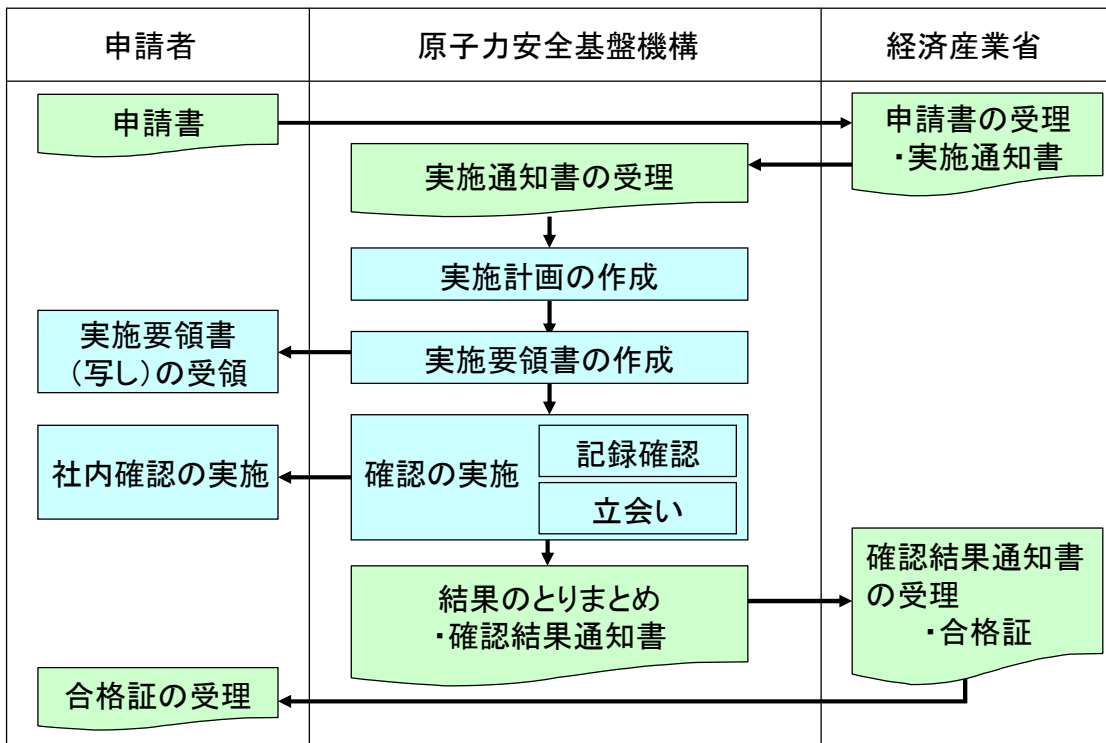 申請者
原子力安全基盤機構
経済産業省
申請書
申請書の受理
・実施通知書
実施通知書の受理
実施計画の作成
実施要領書
（写し）の受領
実施要領書の作成
社内確認の実施
確認の実施
記録確認
立会い
結果のとりまとめ
・確認結果通知書
確認結果通知書
の受理
・合格証
合格証の受理